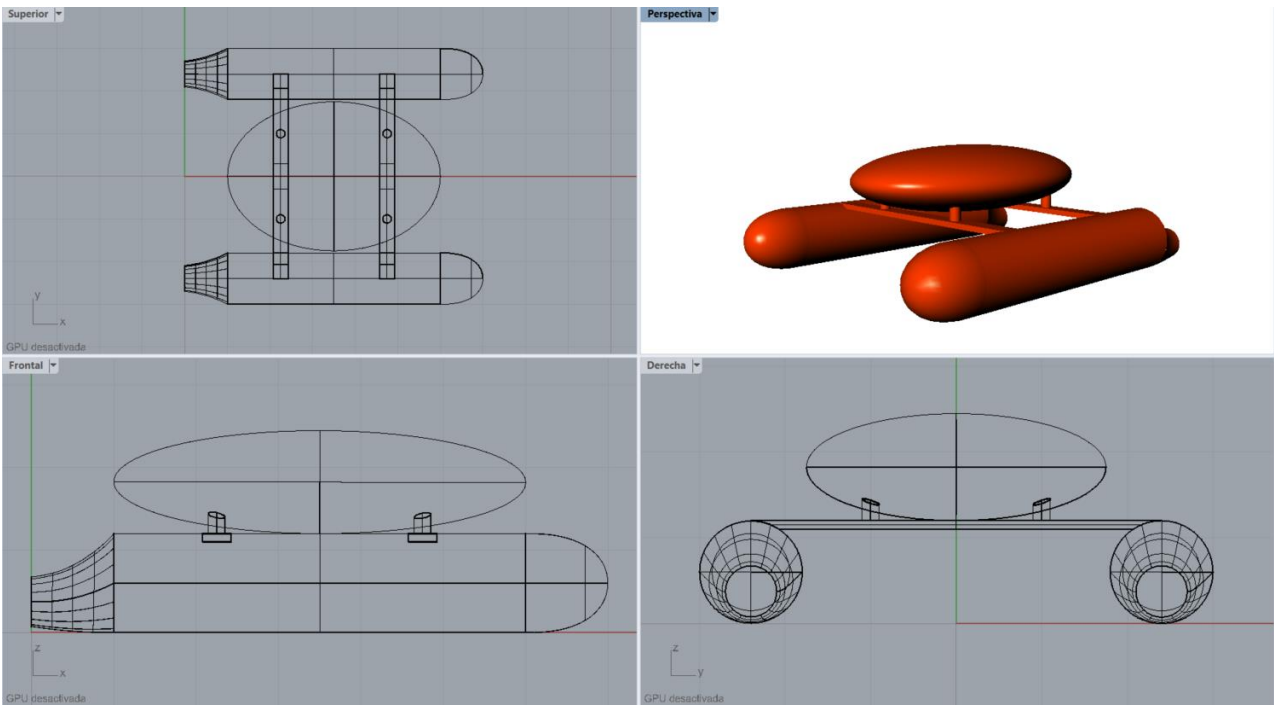 Superior
Perspectiva
y
x
GPU desactivada
Frontal
Derecha
z
x
GPU desactivada
z
y
GPU desactivada